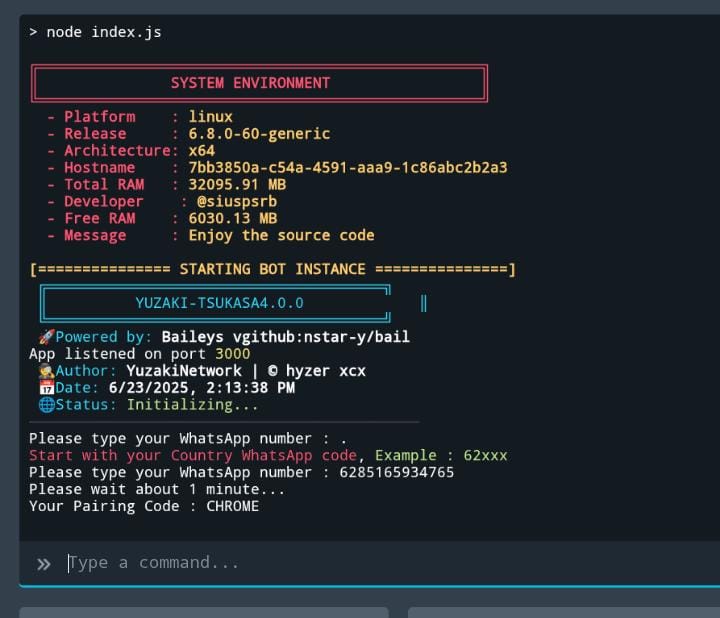 > node index.js
SYSTEM ENVIRONMENT
- Platform : linux
- Release : 6.8.0-60-generic
- Architecture: x64
- Hostname : 7bb3850a-c54a-4591-aaa9-1c86abc2b2a3
- Total RAM : 32095.91 MB
- Developer : @siuspsrb
- Free RAM : 6030.13 MB
- Message : Enjoy the source code
[=============== STARTING BOT INSTANCE ===============]
YUZAKI-TSUKASA4.0.0 ║
🚀Powered by: Baileys vgithub:nstar-y/bail
App listened on port 3000
🕵️Author: YuzakiNetwork | © hyzer xcx
📅Date: 6/23/2025, 2:13:38 PM
🌐Status: Initializing...
Please type your WhatsApp number : .
Start with your Country WhatsApp code, Example : 62xxx
Please type your WhatsApp number : 6285165934765
Please wait about 1 minute...
Your Pairing Code : CHROME
» Type a command...